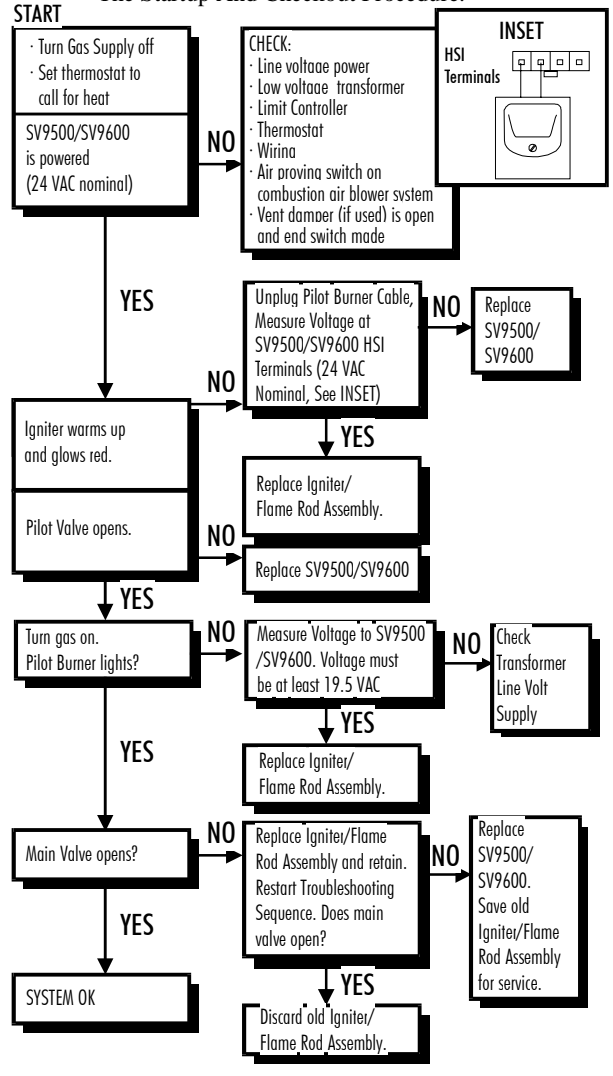 The Startup And Checkout Procedure.
START
· Turn Gas Supply off
· Set thermostat to
call for heat
SV9500/SV9600
is powered
(24 VAC nominal)
NO
CHECK:
· Line voltage power
· Low voltage transformer
· Limit Controller
· Thermostat
· Wiring
· Air proving switch on
combustion air blower system
· Vent damper (if used) is open
and end switch made
INSET
HSI
Terminals
YES
Unplug Pilot Burner Cable,
Measure Voltage at
SV9500/SV9600 HSI
Terminals (24 VAC
Nominal, See INSET)
NO
Replace
SV9500/
SV9600
NO
YES
Igniter warms up
and glows red.
Replace Igniter/
Flame Rod Assembly.
Pilot Valve opens.
NO
Replace SV9500/SV9600
YES
Turn gas on.
Pilot Burner lights?
NO
Measure Voltage to SV9500
/SV9600. Voltage must
be at least 19.5 VAC
NO
Check
Transformer
Line Volt
Supply
YES
YES
Replace Igniter/
Flame Rod Assembly.
Main Valve opens?
NO
Replace Igniter/Flame
Rod Assembly and retain.
Restart Troubleshooting
Sequence. Does main
valve open?
NO
Replace
SV9500/
SV9600.
Save old
Igniter/Flame
Rod Assembly
for service.
YES
YES
SYSTEM OK
Discard old Igniter/
Flame Rod Assembly.